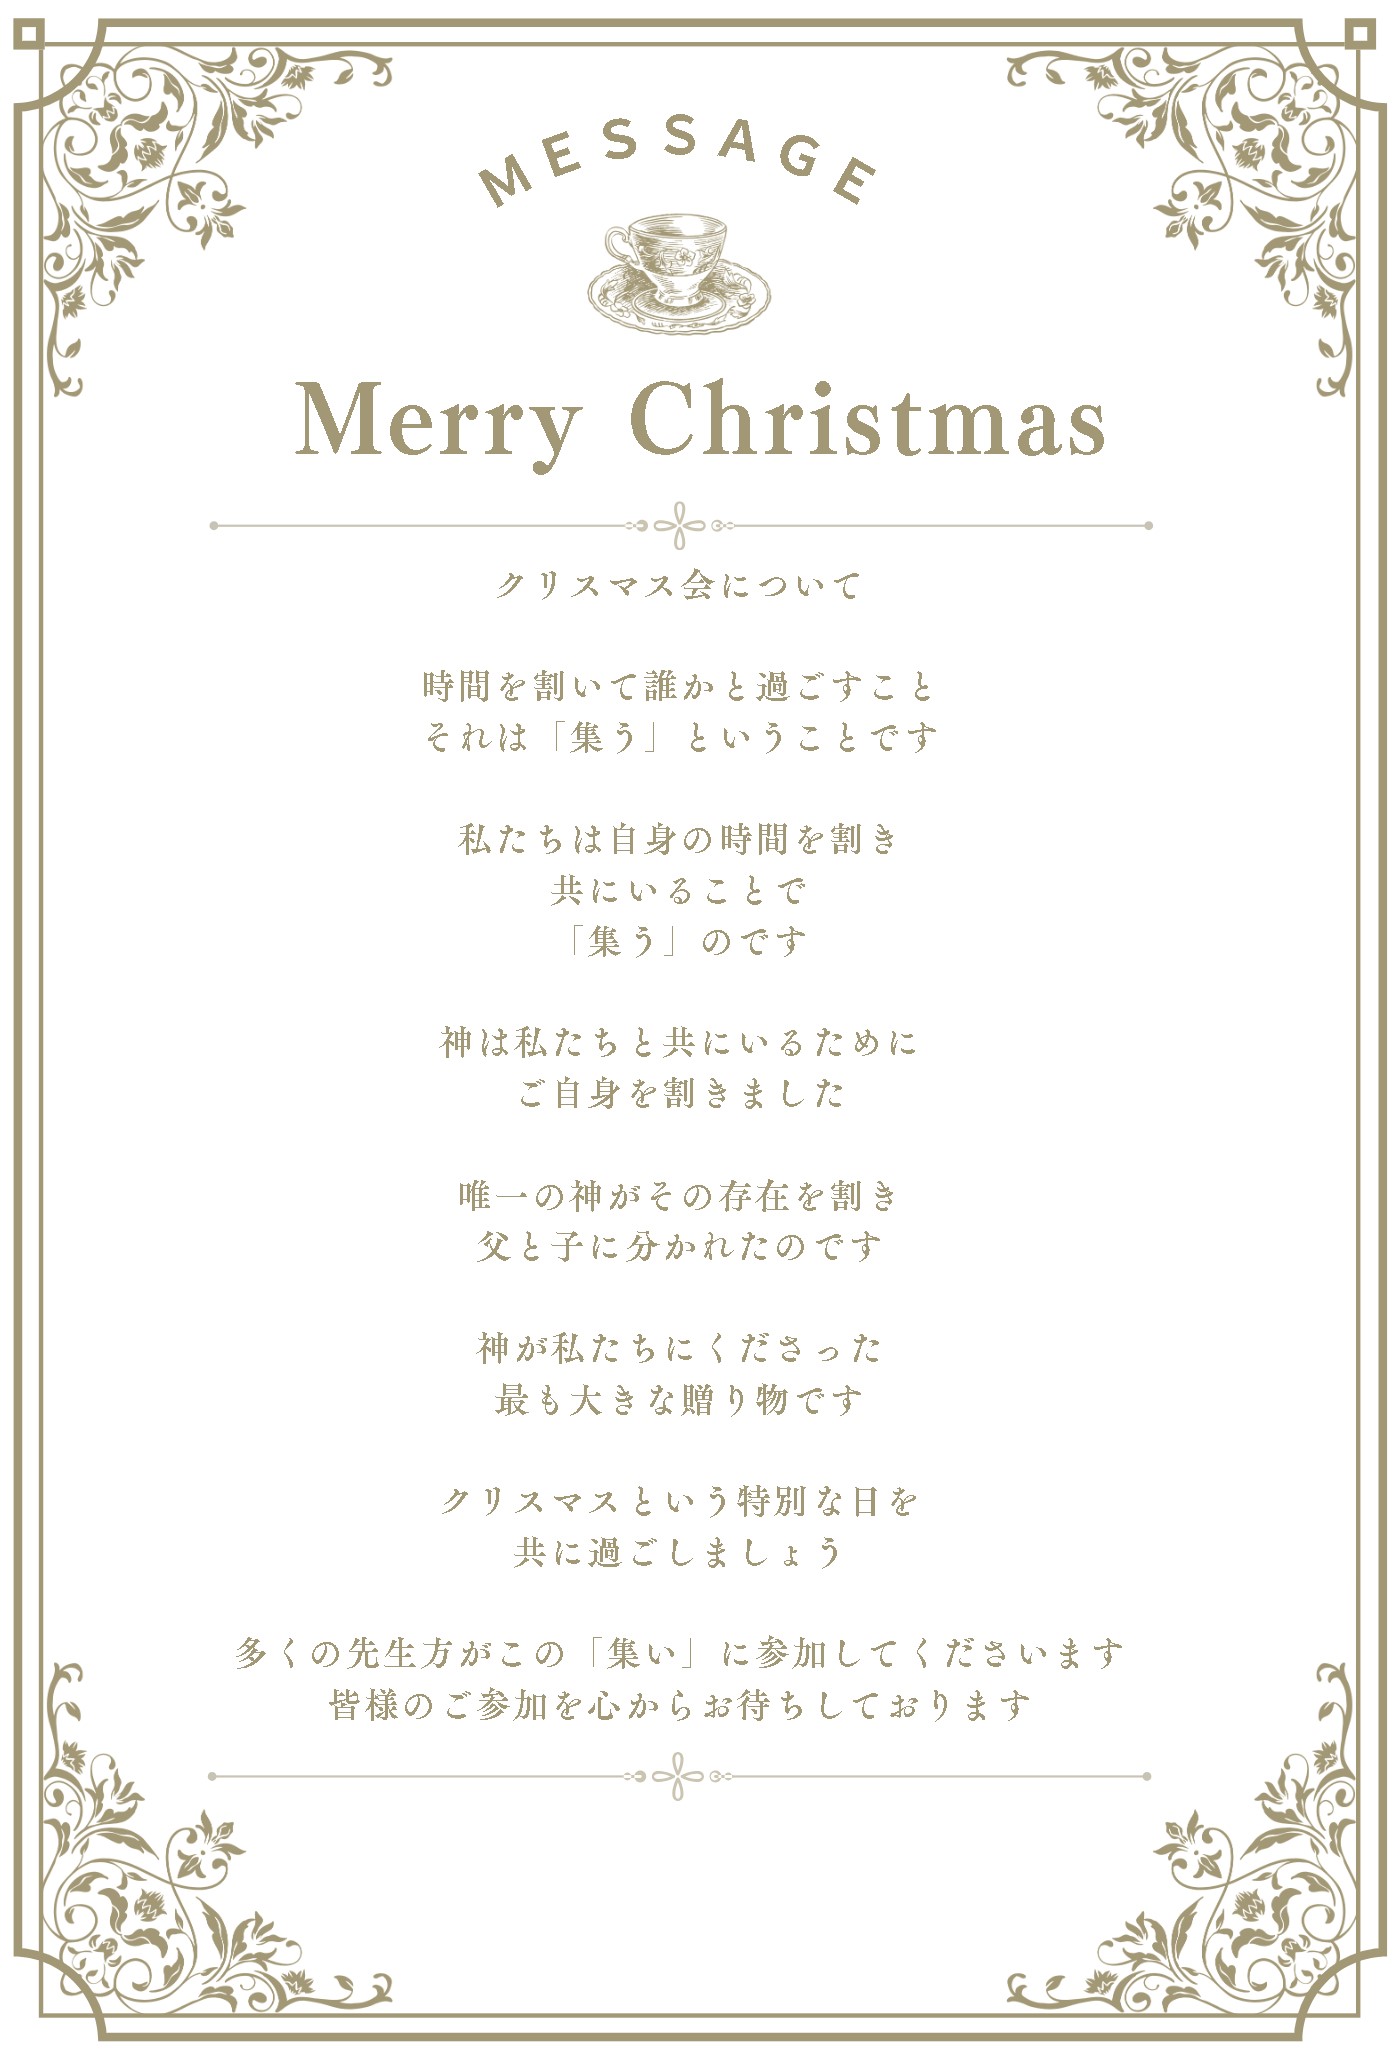 MESSAGE
Merry Christmas
クリスマス会について
時間を割いて誰かと過ごすこと
それは「集う」ということです
私たちは自身の時間を割き
共にいることで
「集う」のです
神は私たちと共にいるために
ご自身を割きました
唯一の神がその存在を割き
父と子に分かれたのです
神が私たちにくださった
最も大きな贈り物です
クリスマスという特別な日を
共に過ごしましょう
多くの先生方がこの「集い」に参加してくださいます
皆様のご参加を心からお待ちしております